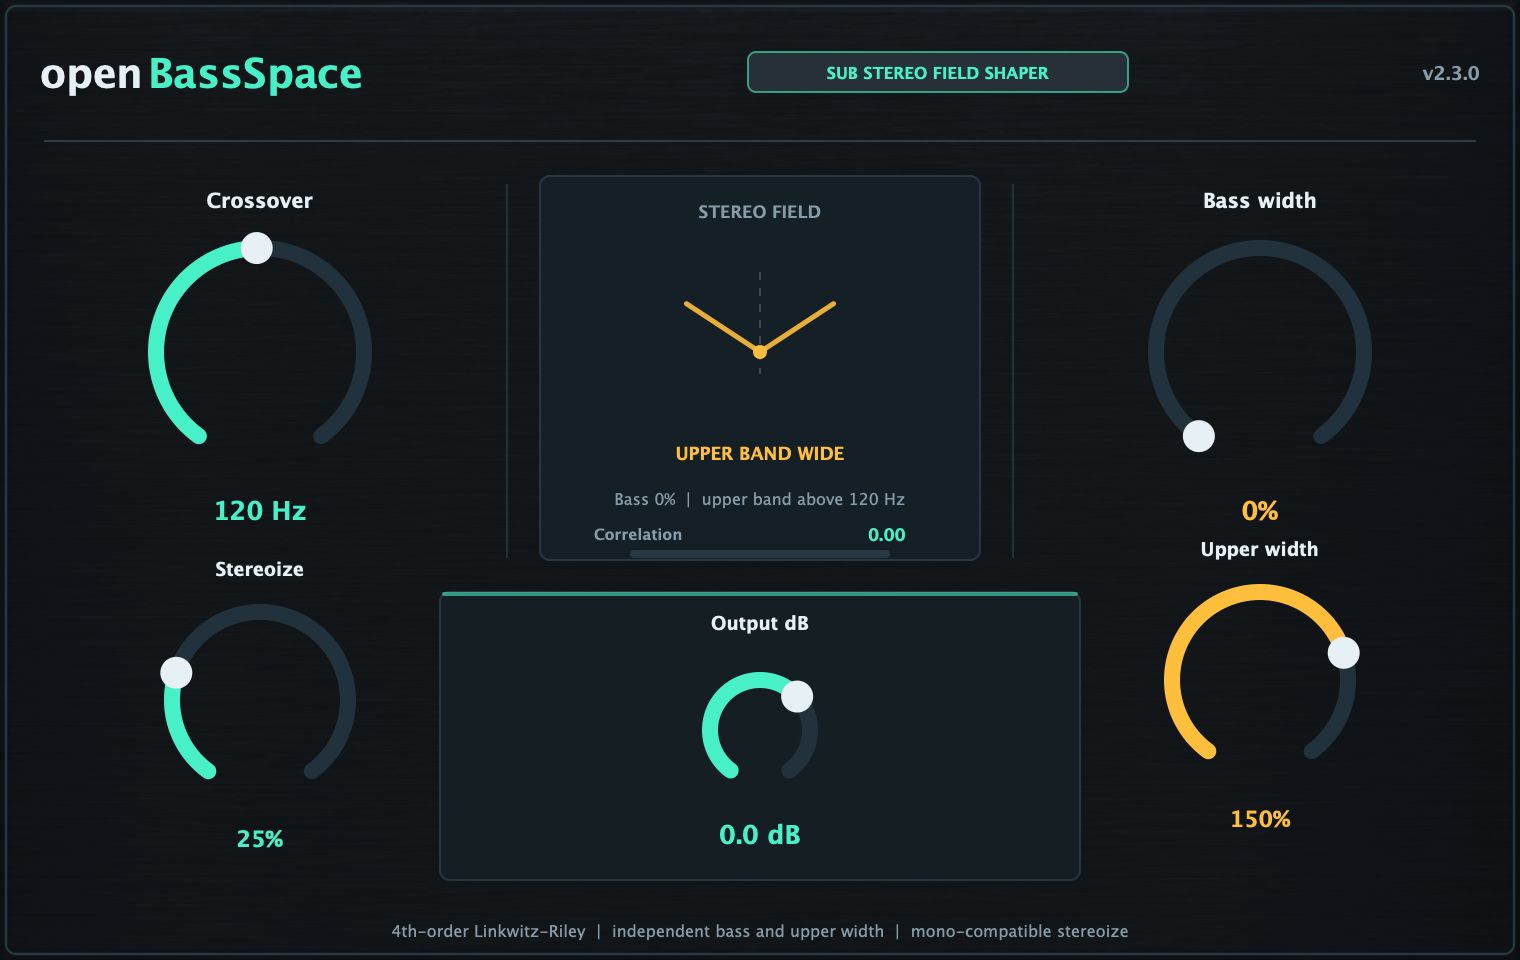 open BassSpace
SUB STEREO FIELD SHAPER
v2.3.0
Crossover
120 Hz
Stereoize
25%
STEREO FIELD
UPPER BAND WIDE
Bass 0% | upper band above 120 Hz
Correlation 0.00
Output dB
0.0 dB
Bass width
0%
Upper width
150%
4th-order Linkwitz-Riley | independent bass and upper width | mono-compatible stereoize